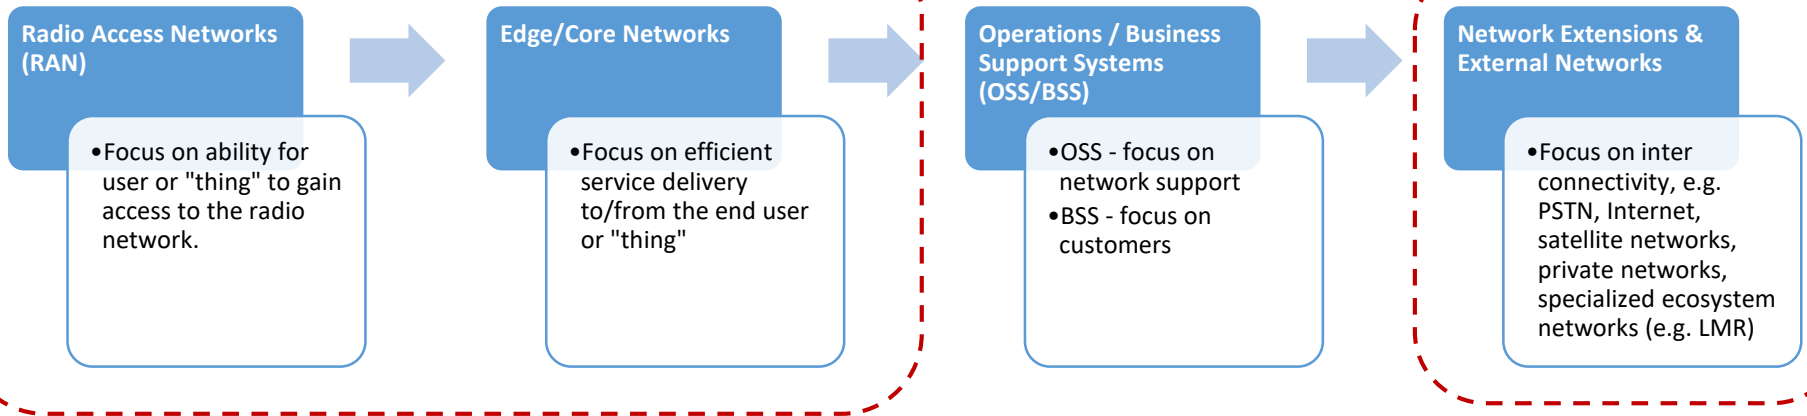 Radio Access Networks
(RAN)
•Focus on ability for
user or "thing" to gain
access to the radio
network.
Edge/Core Networks
•Focus on efficient
service delivery
to/from the end user
or "thing"
Operations / Business
Support Systems
(OSS/BSS)
•OSS - focus on
network support
•BSS - focus on
customers
Network Extensions &
External Networks
•Focus on inter
connectivity, e.g.
PSTN, Internet,
satellite networks,
private networks,
specialized ecosystem
networks (e.g. LMR)